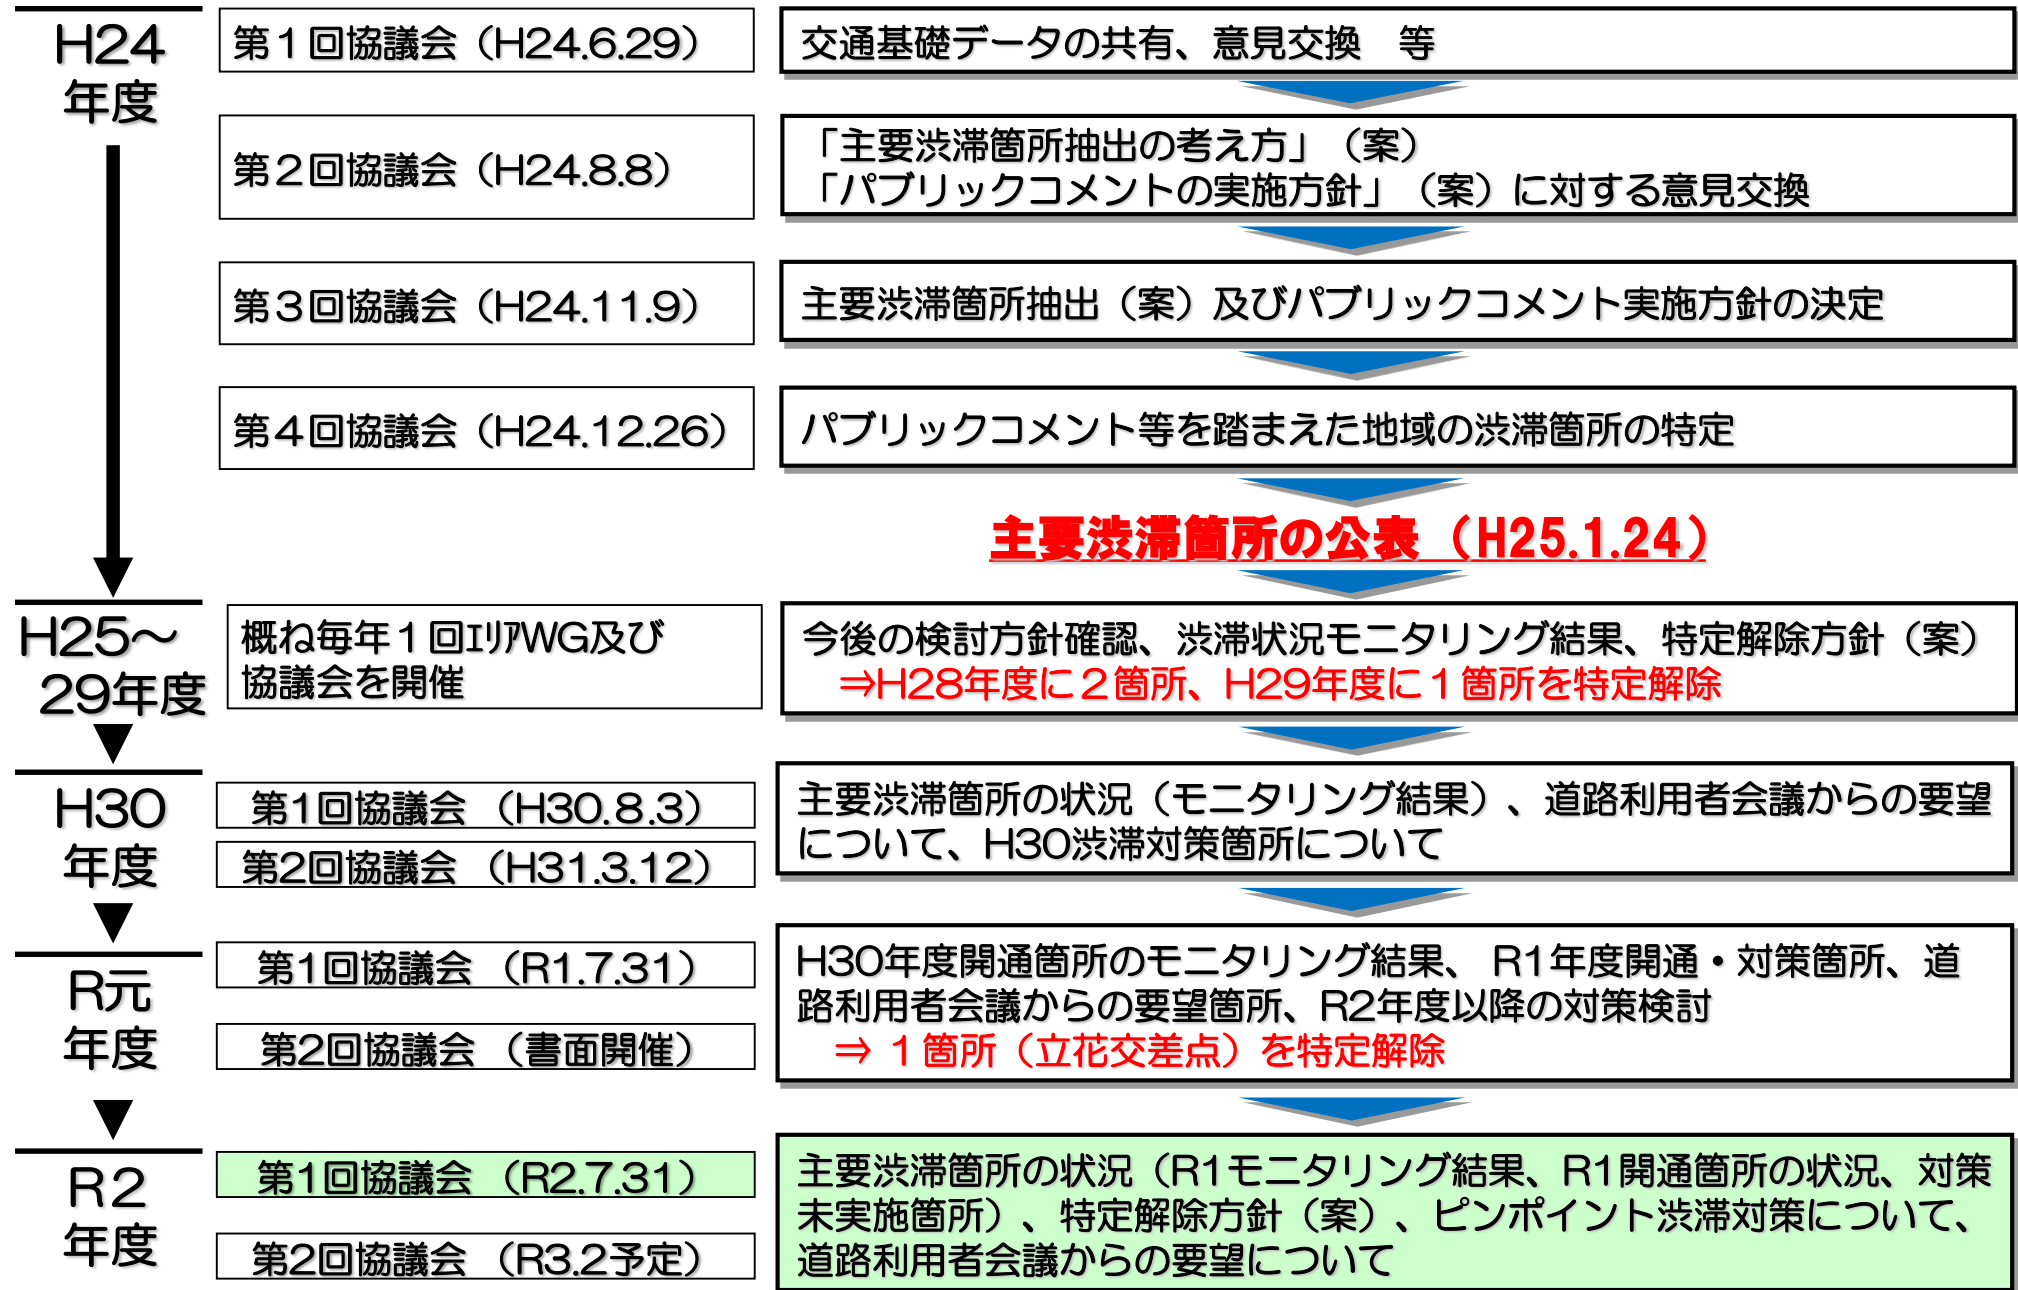 H24
年度
第１回協議会（H24.6.29）
交通基礎データの共有、意見交換　等
第２回協議会（H24.8.8）
「主要渋滞箇所抽出の考え方」（案）
「パブリックコメントの実施方針」（案）に対する意見交換
第３回協議会（H24.11.9）
主要渋滞箇所抽出（案）及びパブリックコメント実施方針の決定
第４回協議会（H24.12.26）
パブリックコメント等を踏まえた地域の渋滞箇所の特定
主要渋滞箇所の公表（H25.1.24）
H25～
29年度
概ね毎年１回ｴﾘｱWG及び
協議会を開催
今後の検討方針確認、渋滞状況モニタリング結果、特定解除方針（案）
⇒H28年度に２箇所、H29年度に１箇所を特定解除
H30
年度
第1回協議会 （H30.8.3）
第2回協議会 （H31.3.12）
主要渋滞箇所の状況（モニタリング結果）、道路利用者会議からの要望
について、H30渋滞対策箇所について
R元
年度
第1回協議会 （R1.7.31）
第2回協議会 （書面開催）
H30年度開通箇所のモニタリング結果、 R1年度開通・対策箇所、道
路利用者会議からの要望箇所、R2年度以降の対策検討
⇒ １箇所（立花交差点）を特定解除
R２
年度
第1回協議会 （R2.7.31）
第2回協議会 （R3.2予定）
主要渋滞箇所の状況（R1モニタリング結果、R1開通箇所の状況、対策
未実施箇所）、特定解除方針（案）、ピンポイント渋滞対策について、
道路利用者会議からの要望について